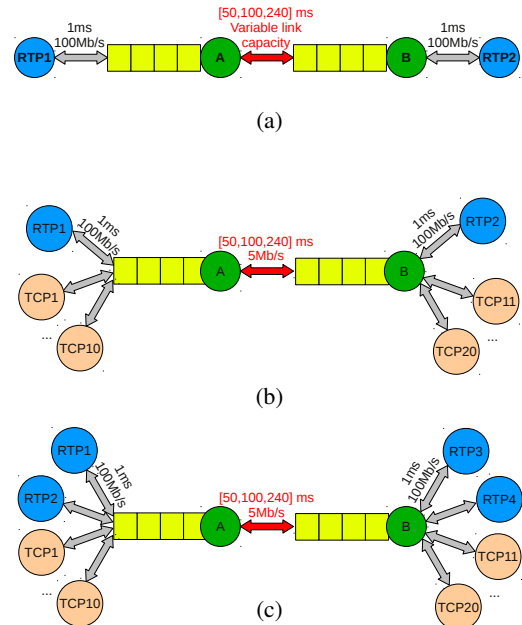 [50,100,240] ms
1ms
Variable link
1ms
100Mb/s
capacity
100Mb/s
RTP1
A
B
RTP2
(a)
RTP1
1ms
100Mb/s
1ms
100Mb/s
RTP2
[50,100,240] ms
5Mb/s
A
B
TCP1
TCP11
TCP10
TCP20
...
...
(b)
RTP1
1ms
100Mb/s
1ms
100Mb/s
RTP3
RTP2
[50,100,240] ms
5Mb/s
RTP4
A
B
TCP1
TCP11
...
TCP10
TCP20
...
(c)